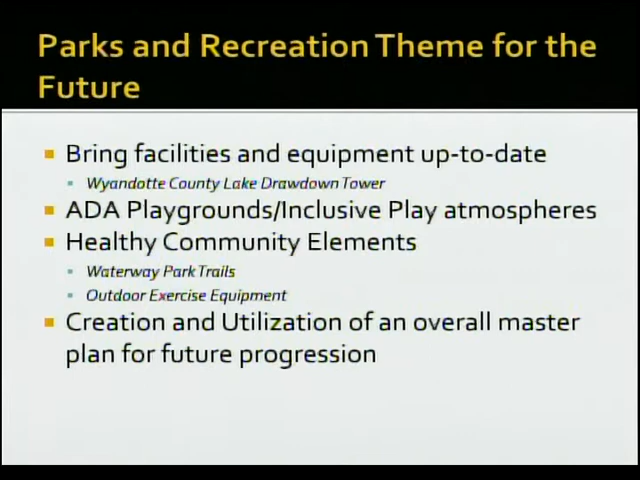 Parks and Recreation Theme for the
Future
Bring facilities and equipment up-to-date
Wyandotte County Lake Drawdown Tower
ADA Playgrounds/Inclusive Play atmospheres
Healthy Community Elements
Waterway Park Trails
Outdoor Exercise Equipment
Creation and Utilization of an overall master
plan for future progression